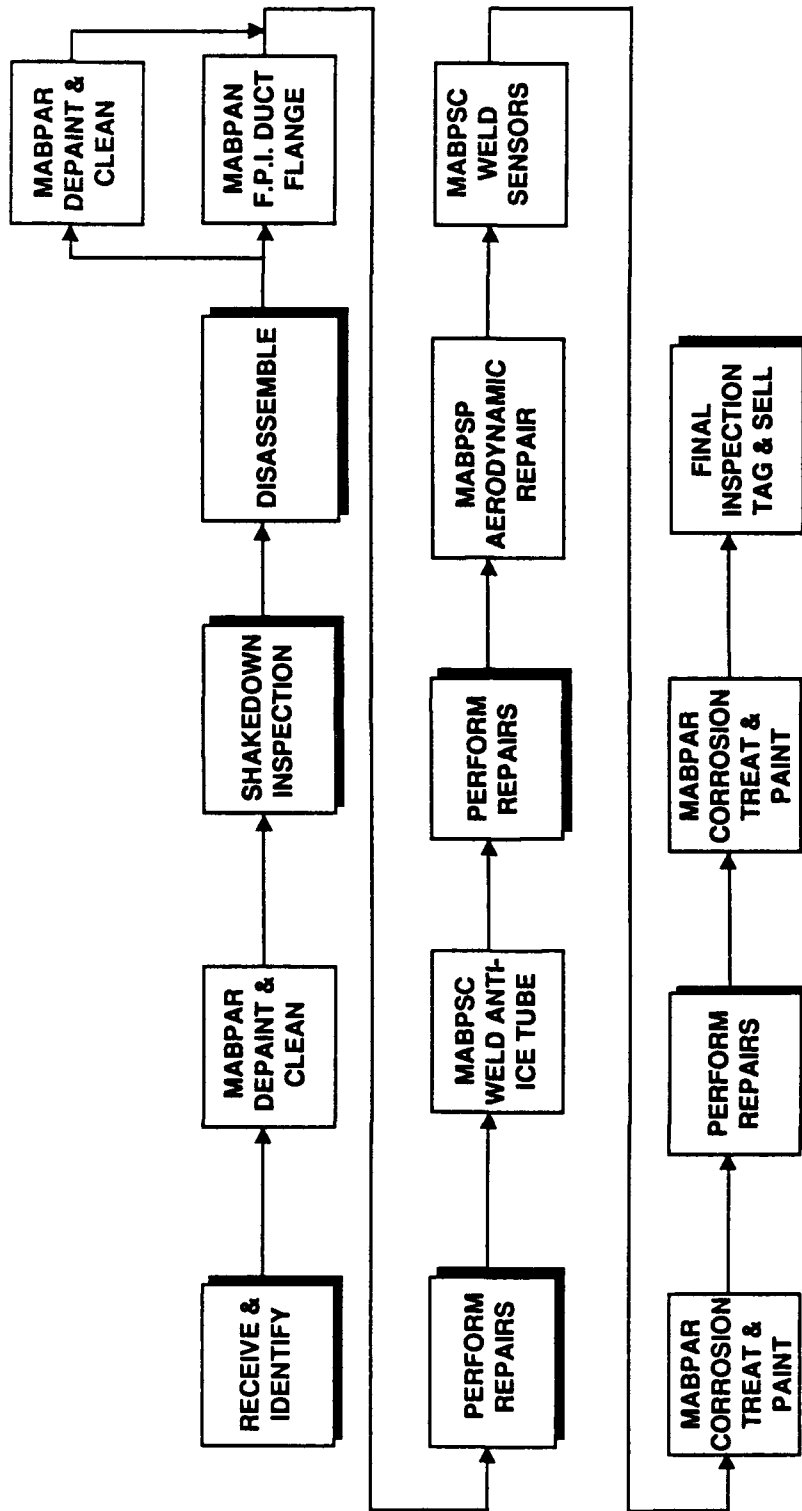 RECEIVE &
IDENTIFY
MABPAR
DEPAINT &
CLEAN
SHAKEDOWN
INSPECTION
DISASSEMBLE
MABPAR
DEPAINT &
CLEAN
MABPAN
F.P.I. DUCT
FLANGE
PERFORM
REPAIRS
MABPSC
WELD ANTI-
ICE TUBE
PERFORM
REPAIRS
MABPSP
AERODYNAMIC
REPAIR
MABPSC
WELD
SENSORS
MABPAR
CORROSION
TREAT &
PAINT
PERFORM
REPAIRS
MABPAR
CORROSION
TREAT &
PAINT
FINAL
INSPECTION
TAG & SELL